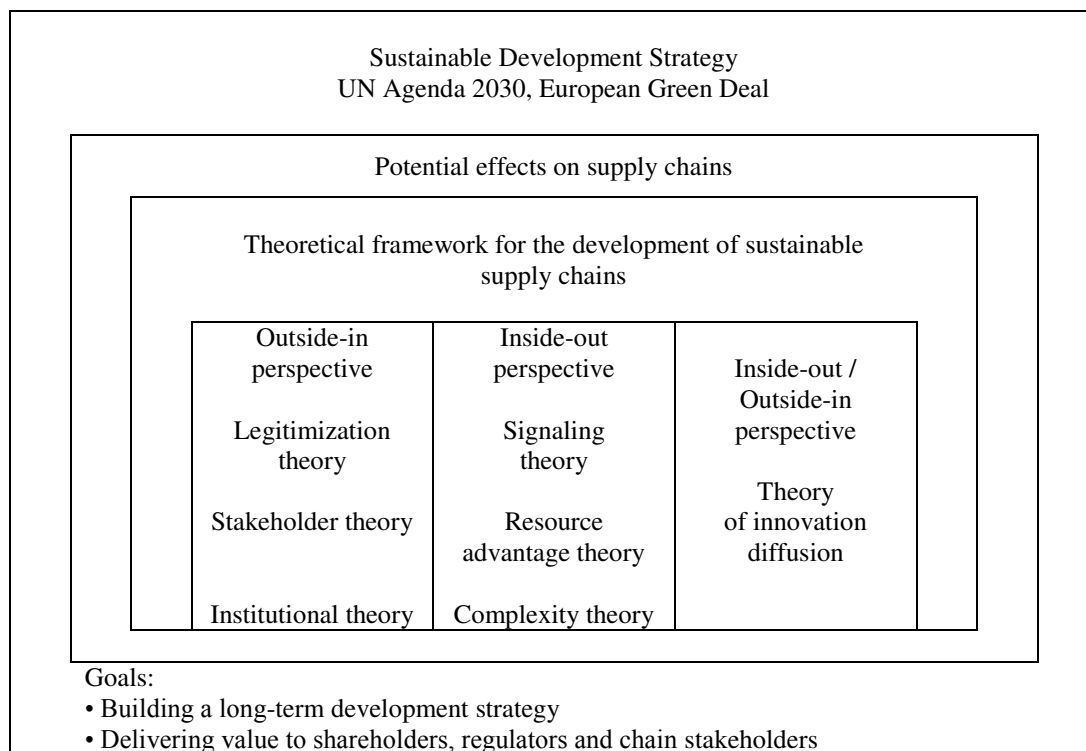 Sustainable Development Strategy
UN Agenda 2030, European Green Deal
Potential effects on supply chains
Theoretical framework for the development of sustainable
supply chains
Outside-in
perspective
Legitimization
theory
Stakeholder theory
Institutional theory
Inside-out
perspective
Signaling
theory
Resource
advantage theory
Complexity theory
Inside-out /
Outside-in
perspective
Theory
of innovation
diffusion
Goals:
• Building a long-term development strategy
• Delivering value to shareholders, regulators and chain stakeholders